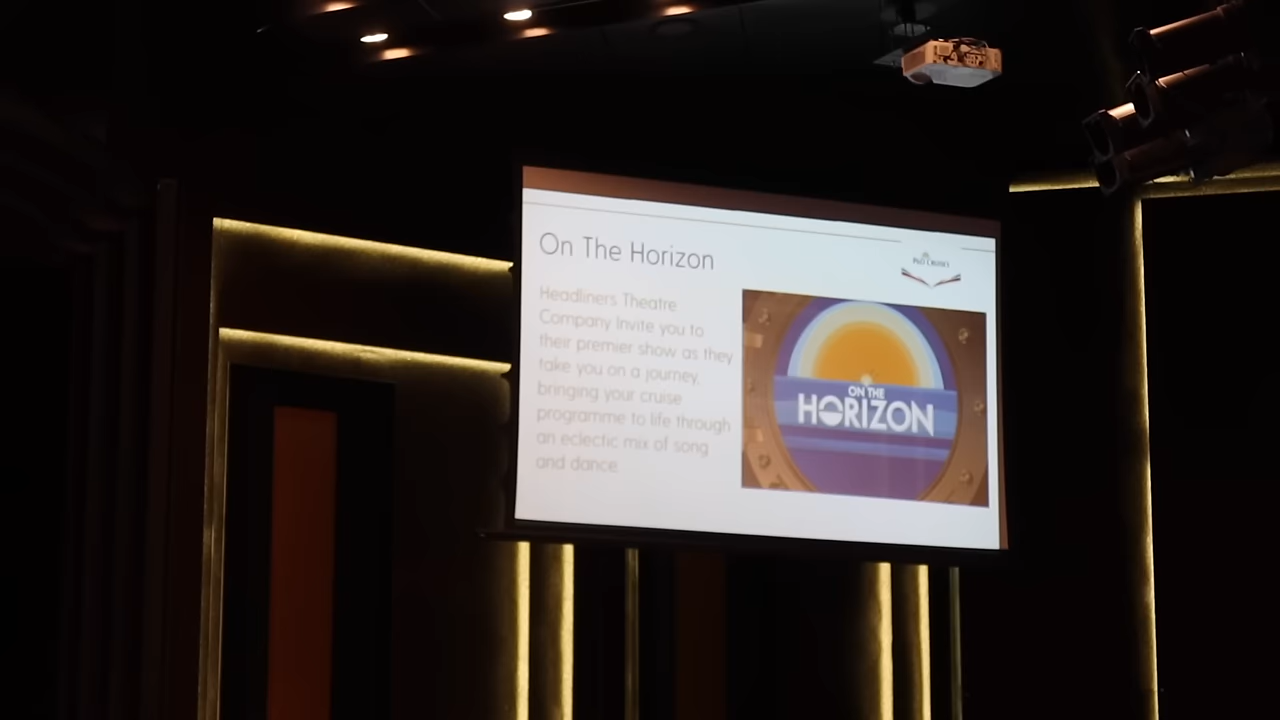 On The Horizon
Headliners Theatre
Company invite you to
their premier show as they
take you on a journey,
bringing your cruise
programme to life through
an eclectic mix of song
and dance.
P&O CRUISES
ON THE
HORIZON